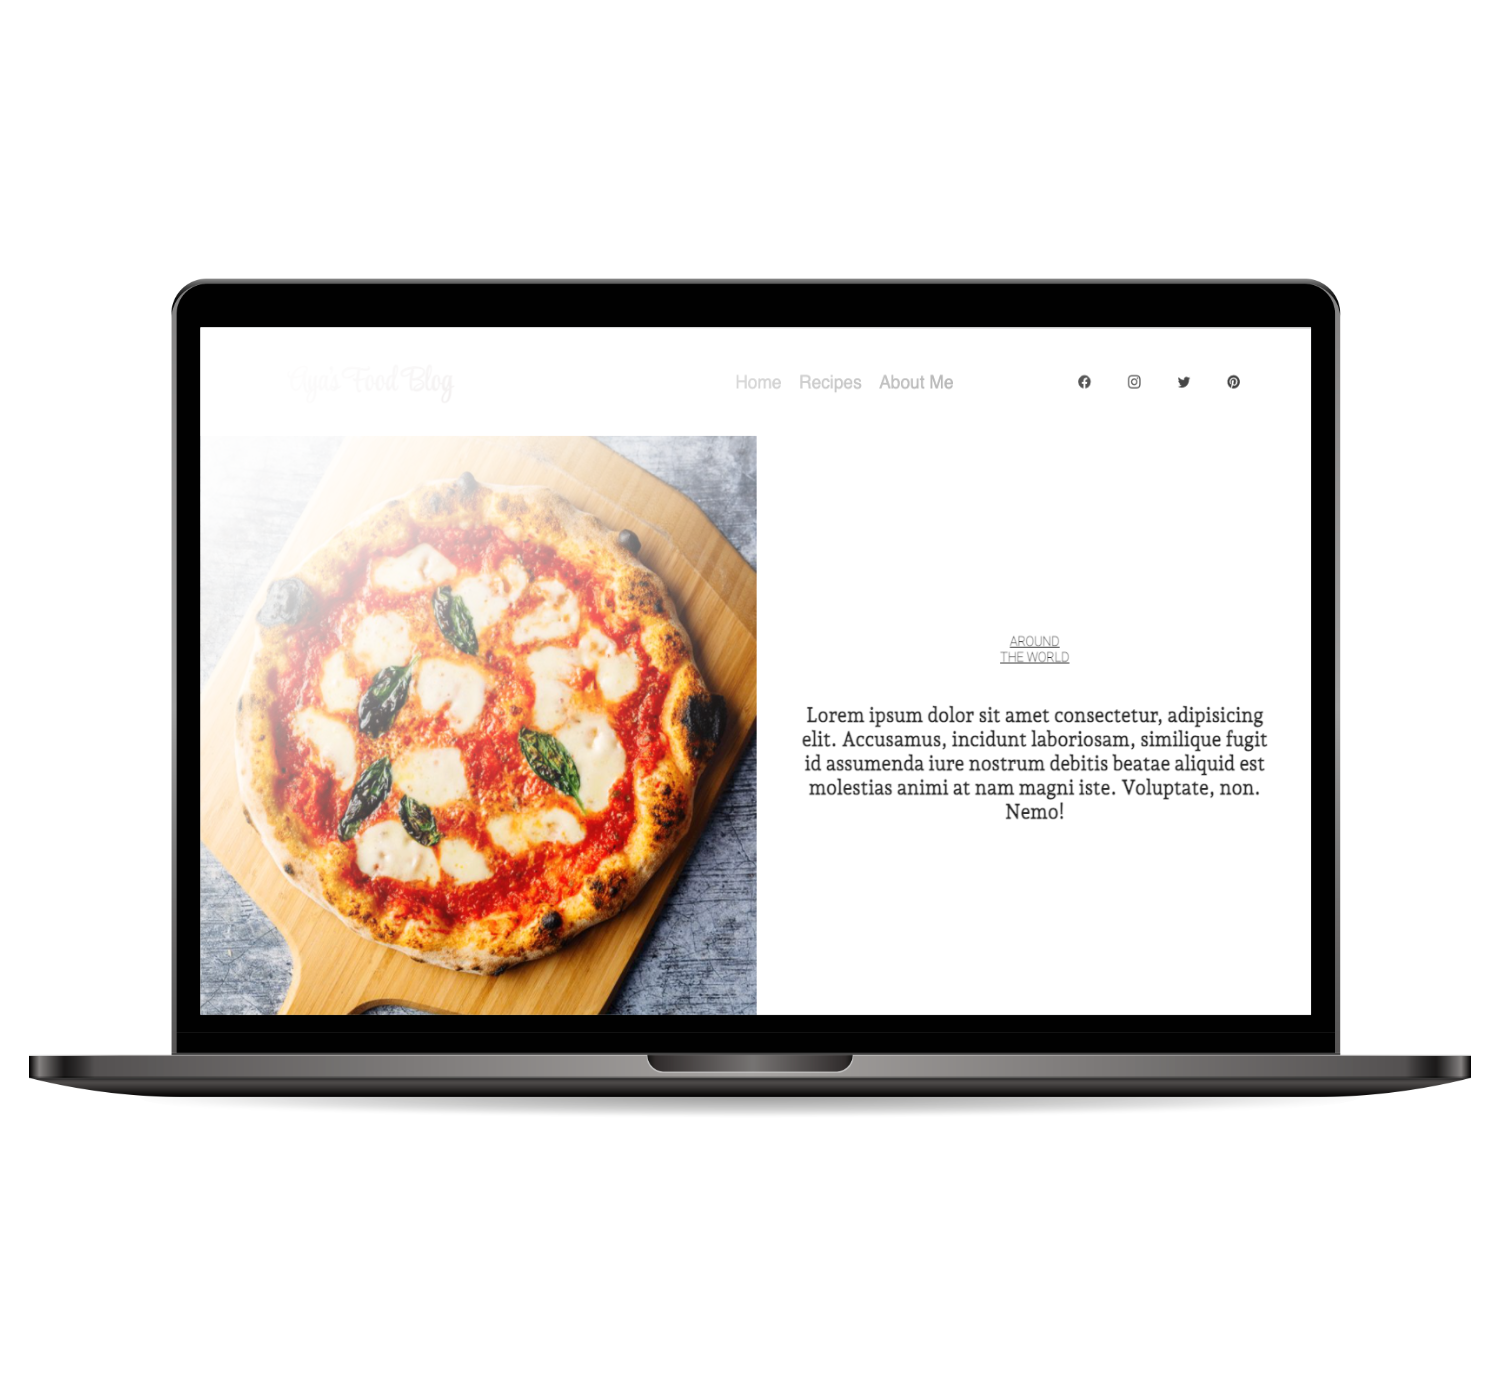 Food Blog
Home Recipes About Me
AROUND
THE WORLD
Lorem ipsum dolor sit amet consectetur, adipisicing
elit. Accusamus, incidunt laboriosam, similique fugit
id assumenda iure nostrum debitis beatae aliquid est
molestias animi at nam magni iste. Voluptate, non.
Nemo!